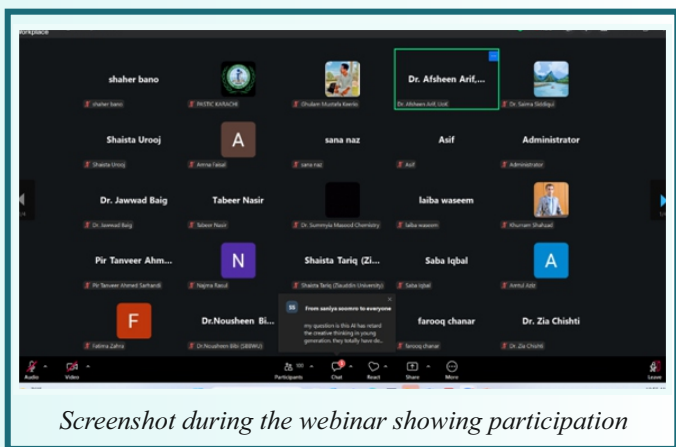 Workplace
shaher bano
Dr. Afsheen Arif,...
shaher bano
PASTIC KARACHI
Ghulam Mustafa Keerio
Dr. Afsheen Arif, UoK
Dr. Saima Siddiqui
Shaista Urooj
A
sana naz
Asif
Administrator
Shaista Urooj
Amna Faisal
sana naz
Asif
Administrator
Dr. Jawwad Baig
Tabeer Nasir
laiba waseem
Dr. Jawwad Baig
Tabeer Nasir
Dr. Summyla Masood Chemistry
laiba waseem
Khurram Shahzad
Pir Tanveer Ahm...
N
Shaista Tariq (Zi...
Saba Iqbal
A
Pir Tanveer Ahmed Sarhandi
Najma Rasul
Shaista Tariq (Ziauddin University)
Saba Iqbal
Amtul Aziz
F
Dr.Nousheen Bi...
SS
From saniya soomro to everyone
my question is this AI has retard
the creative thinking in young
generation. they totally have de...
farooq chanar
Dr. Zia Chishti
Fatima Zahra
Dr.Nousheen Bibi (SBBWU)
farooq chanar
Dr. Zia Chishti
Audio
Video
Participants
100
Chat
React
Share
More
Leave
Screenshot during the webinar showing participation